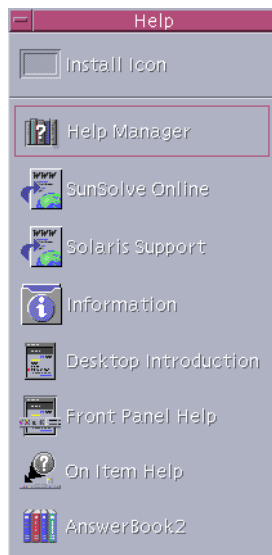 Help
Install Icon
Help Manager
SunSolve Online
Solaris Support
Information
Desktop Introduction
Front Panel Help
On Item Help
AnswerBook2